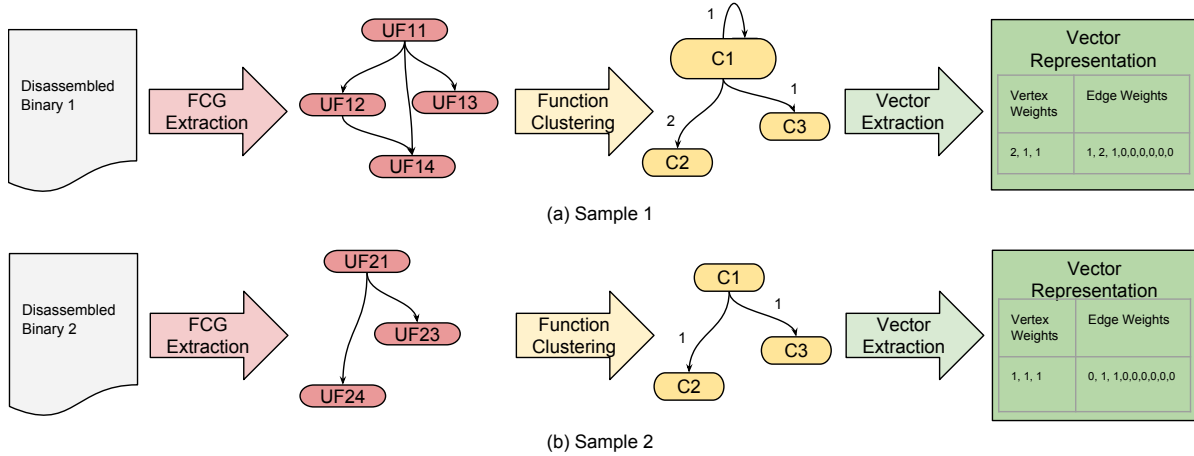 Disassembled
Binary 1
FCG
Extraction
UF11
UF12
UF13
UF14
Function
Clustering
1
C1
1
2
C3
C2
Vector
Extraction
Vector
Representation
Vertex
Weights
Edge Weights
2, 1, 1
1, 2, 1,0,0,0,0,0,0
(a) Sample 1
Disassembled
Binary 2
FCG
Extraction
UF21
UF23
UF24
Function
Clustering
C1
1
1
C3
C2
Vector
Extraction
Vector
Representation
Vertex
Weights
Edge Weights
1, 1, 1
0, 1, 1,0,0,0,0,0,0
(b) Sample 2